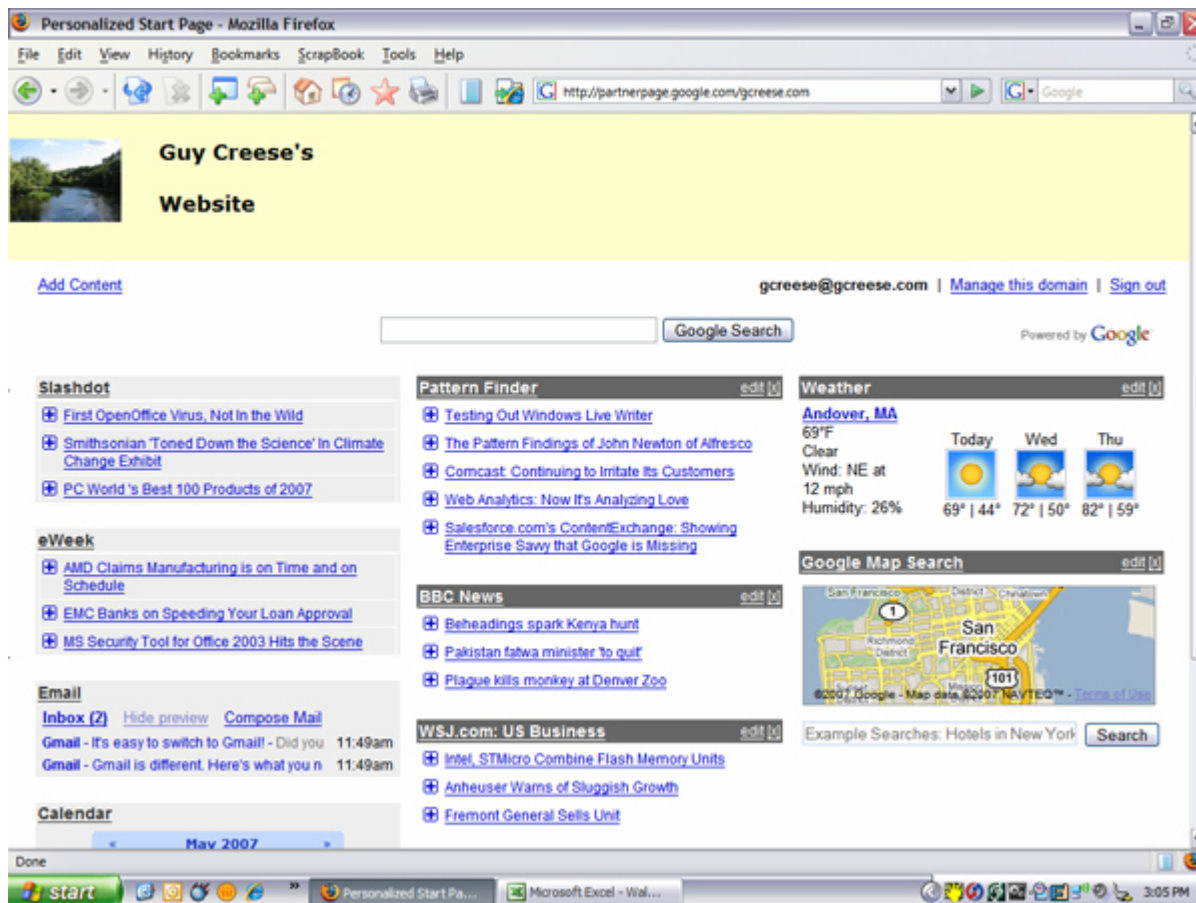 Personalized Start Page - Mozilla Firefox
File Edit View History Bookmarks ScrapBook Tools Help
G http://partnerpage.google.com/gcreese.com G Google
Guy Creese's
Website
Add Content
gcreese@gcreese.com | Manage this domain | Sign out
Google Search
Powered by Google
Slashdot
First OpenOffice Virus, Not In the Wild
Smithsonian 'Toned Down the Science' In Climate
Change Exhibit
PC World 's Best 100 Products of 2007
eWeek
AMD Claims Manufacturing is on Time and on
Schedule
EMC Banks on Speeding Your Loan Approval
MS Security Tool for Office 2003 Hits the Scene
Email
Inbox (2) Hide preview Compose Mail
Gmail - It's easy to switch to Gmail! - Did you 11:49am
Gmail - Gmail is different. Here's what you n 11:49am
Calendar
« May 2007 »
Pattern Finder edit [x]
Testing Out Windows Live Writer
The Pattern Findings of John Newton of Alfresco
Comcast: Continuing to Irritate Its Customers
Web Analytics: Now It's Analyzing Love
Salesforce.com's ContentExchange: Showing
Enterprise Savvy that Google is Missing
BBC News edit [x]
Beheadings spark Kenya hunt
Pakistan fatwa minister 'to quit'
Plague kills monkey at Denver Zoo
WSJ.com: US Business edit [x]
Intel, STMicro Combine Flash Memory Units
Anheuser Warns of Sluggish Growth
Fremont General Sells Unit
Weather edit [x]
Andover, MA
69°F
Clear
Wind: NE at
12 mph
Humidity: 26%
Today Wed Thu
69° | 44° 72° | 50° 82° | 59°
Google Map Search edit [x]
San Francisco District Chinatown
1
San
Francisco
Richmond
District
101
Sunset Mission
©2007 Google - Map data ©2007 NAVTEQ™ - Terms of Use
Example Searches: Hotels in New York Search
Done
start » Personalized Start Pa... Microsoft Excel - Wal... 3:05 PM